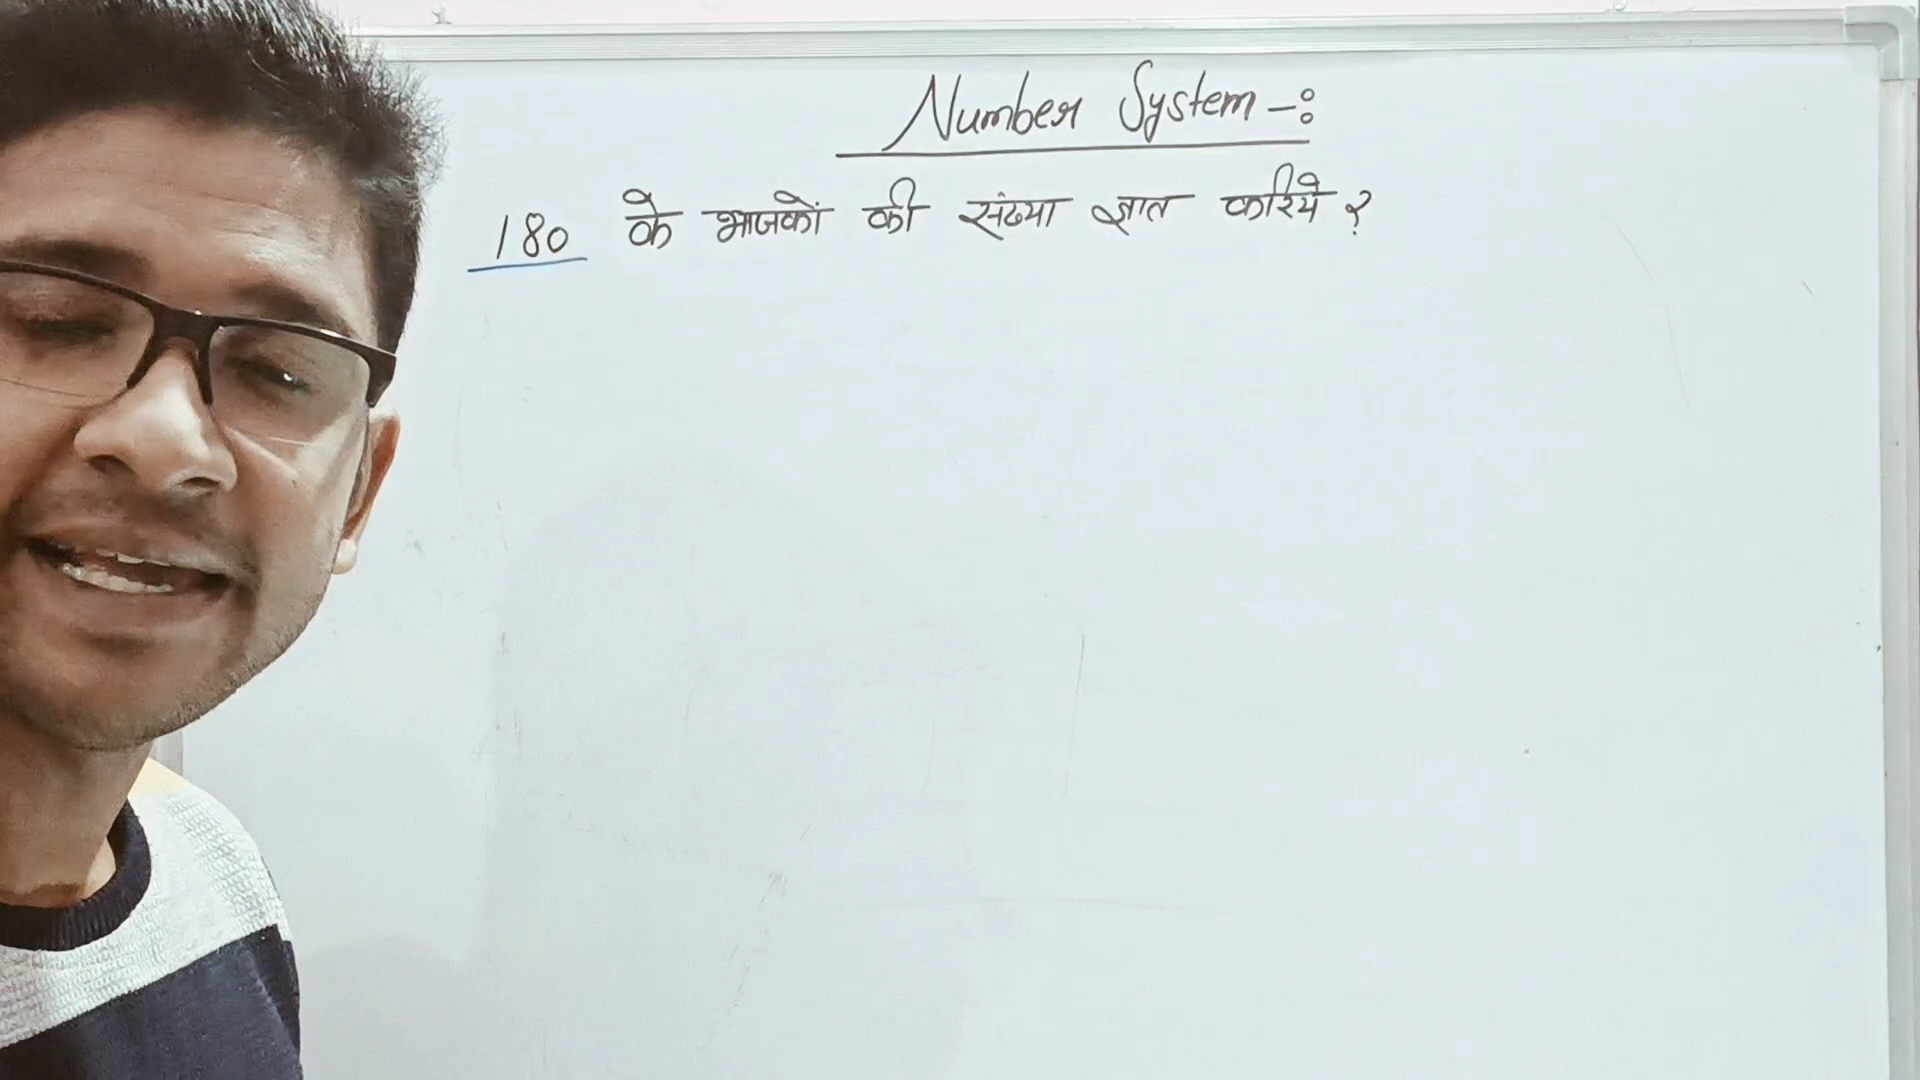 Number System -:
180 के भाजकों की संख्या ज्ञात करिये ?